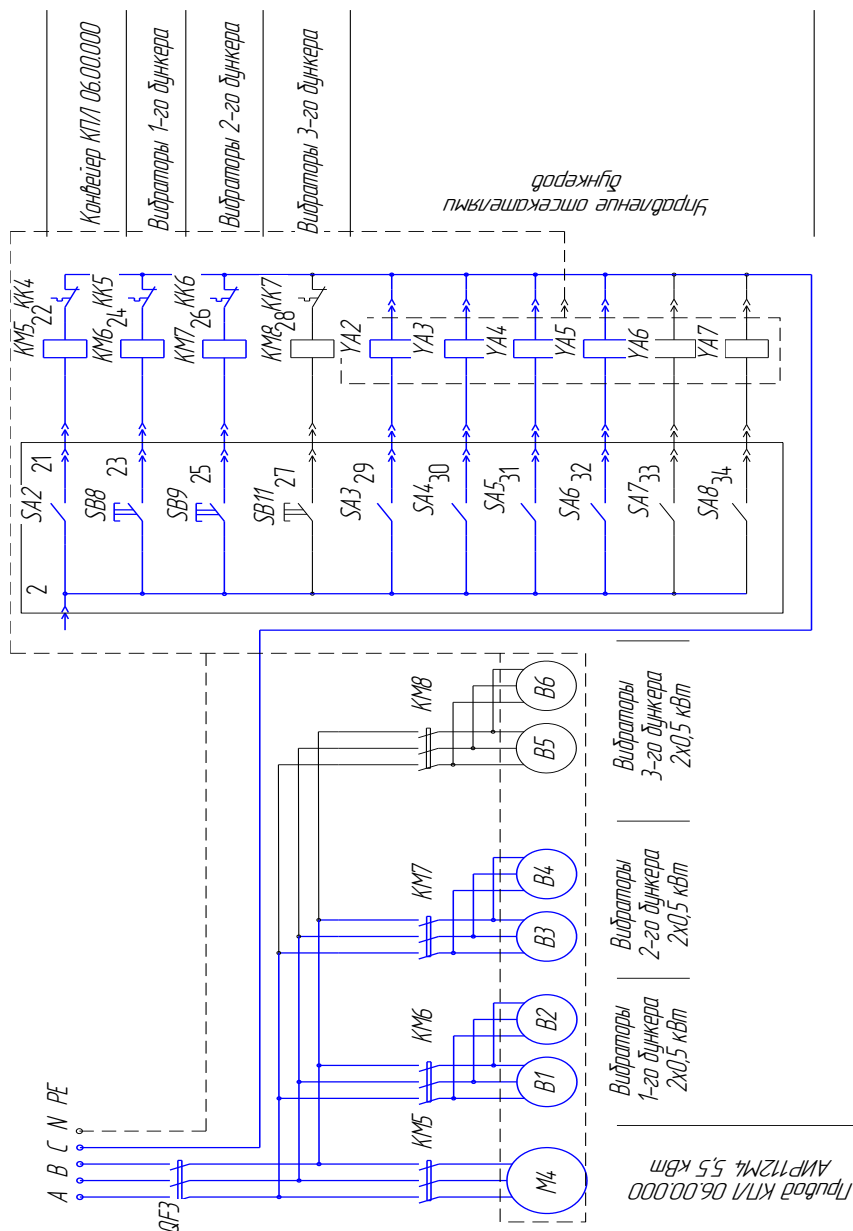 Конвейер КПЛ 06.00.000
Вибраторы 1-го бункера
Вибраторы 2-го бункера
Вибраторы 3-го бункера
Управление отсекателями
бункеров
KM5
22
KK4
KM6
24
KK5
KM7
26
KK6
KM8
28
KK7
YA2
YA3
YA4
YA5
YA6
YA7
2
SA2
21
SB8
23
SB9
25
SB11
27
SA3
29
SA4
30
SA5
31
SA6
32
SA7
33
SA8
34
A B C N PE
QF3
KM5
KM6
KM7
KM8
M4
B1
B2
B3
B4
B5
B6
Привод КПЛ 06.00.000
АИР112М4 5,5 кВт
Вибраторы
1-го бункера
2х0,5 кВт
Вибраторы
2-го бункера
2х0,5 кВт
Вибраторы
3-го бункера
2х0,5 кВт